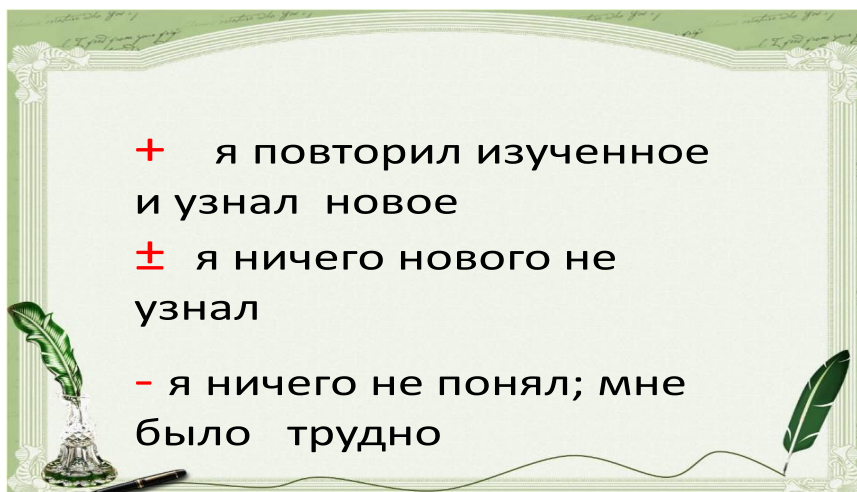 + я повторил изученное
и узнал новое
± я ничего нового не
узнал
- я ничего не понял; мне
было трудно